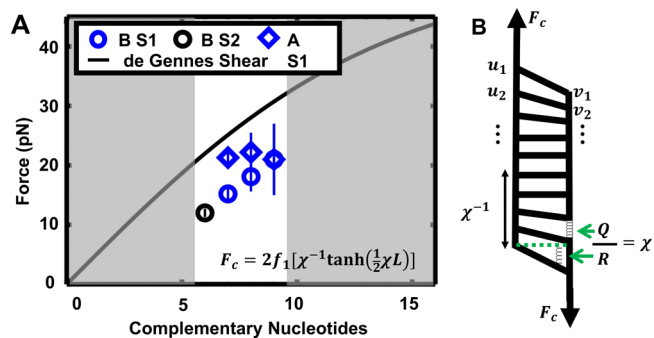 A
B S1 B S2 A S1
de Gennes Shear
Force (pN)
40
30
20
10
0
F_c = 2f_1[χ^{-1}tanh(½χL)]
0 5 10 15
Complementary Nucleotides
B
F_c
u_1
u_2
v_1
v_2
⋮ ⋮
χ^{-1}
Q/R = χ
F_c